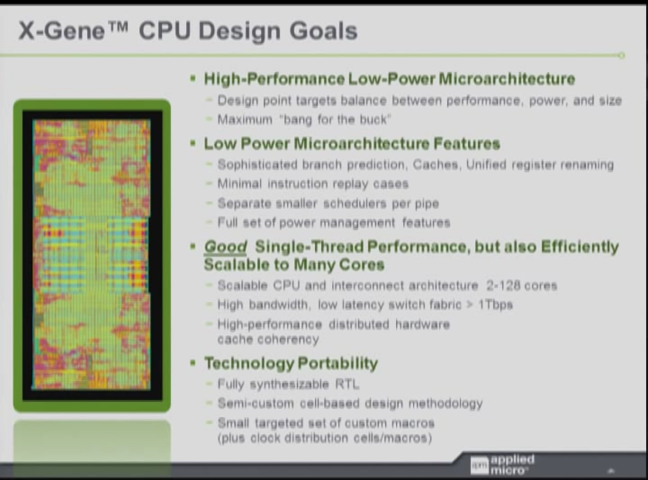 X-Gene™ CPU Design Goals
▪ High-Performance Low-Power Microarchitecture
– Design point targets balance between performance, power, and size
– Maximum "bang for the buck"
▪ Low Power Microarchitecture Features
– Sophisticated branch prediction, Caches, Unified register renaming
– Minimal instruction replay cases
– Separate smaller schedulers per pipe
– Full set of power management features
▪ Good Single-Thread Performance, but also Efficiently
Scalable to Many Cores
– Scalable CPU and interconnect architecture 2-128 cores
– High bandwidth, low latency switch fabric > 1Tbps
– High-performance distributed hardware
cache coherency
▪ Technology Portability
– Fully synthesizable RTL
– Semi-custom cell-based design methodology
– Small targeted set of custom macros
(plus clock distribution cells/macros)
apm applied
micro™